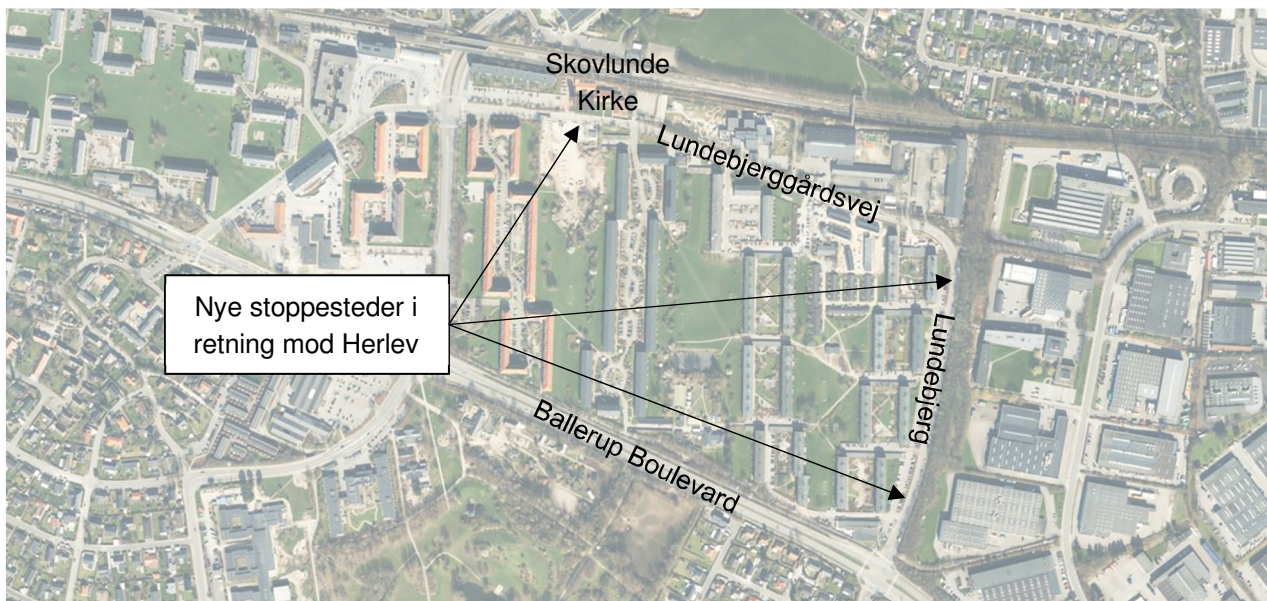 Skovlunde
Kirke
Lundebjerggårdsvej
Nye stoppesteder i
retning mod Herlev
Lundebjerg
Ballerup Boulevard